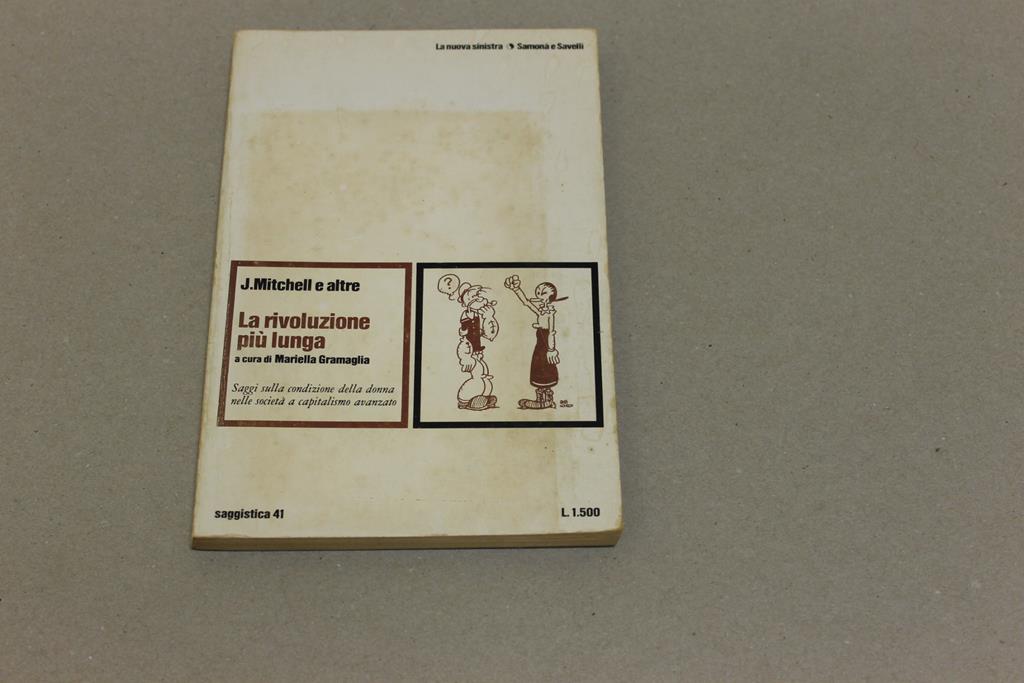 La nuova sinistra Samonà e Savelli
J.Mitchell e altre
La rivoluzione
più lunga
a cura di Mariella Gramaglia
Saggi sulla condizione della donna
nelle società a capitalismo avanzato
?
saggistica 41
L. 1.500